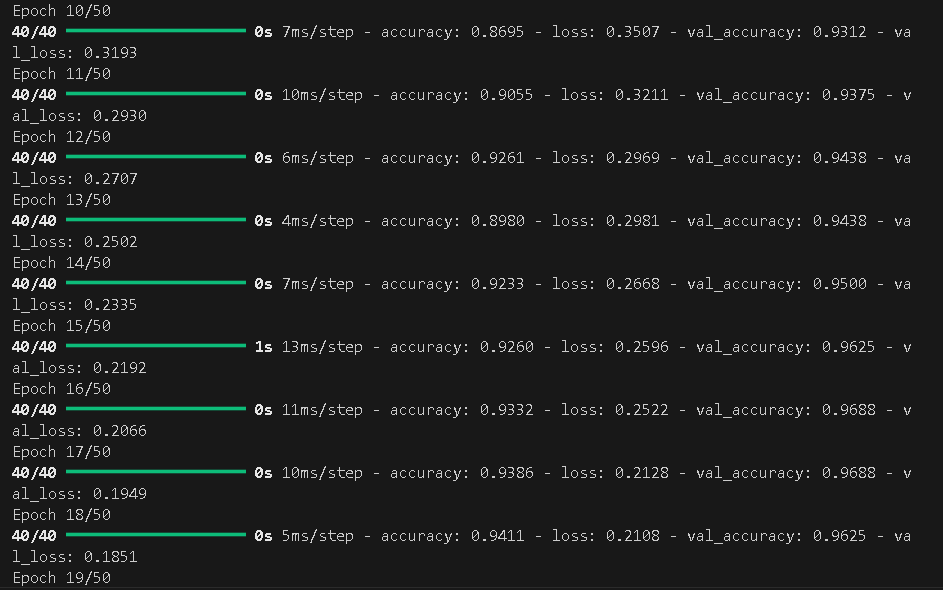 Epoch 10/50
40/40 0s 7ms/step - accuracy: 0.8695 - loss: 0.3507 - val_accuracy: 0.9312 - va
l_loss: 0.3193
Epoch 11/50
40/40 0s 10ms/step - accuracy: 0.9055 - loss: 0.3211 - val_accuracy: 0.9375 - v
al_loss: 0.2930
Epoch 12/50
40/40 0s 6ms/step - accuracy: 0.9261 - loss: 0.2969 - val_accuracy: 0.9438 - va
l_loss: 0.2707
Epoch 13/50
40/40 0s 4ms/step - accuracy: 0.8980 - loss: 0.2981 - val_accuracy: 0.9438 - va
l_loss: 0.2502
Epoch 14/50
40/40 0s 7ms/step - accuracy: 0.9233 - loss: 0.2668 - val_accuracy: 0.9500 - va
l_loss: 0.2335
Epoch 15/50
40/40 1s 13ms/step - accuracy: 0.9260 - loss: 0.2596 - val_accuracy: 0.9625 - v
al_loss: 0.2192
Epoch 16/50
40/40 0s 11ms/step - accuracy: 0.9332 - loss: 0.2522 - val_accuracy: 0.9688 - v
al_loss: 0.2066
Epoch 17/50
40/40 0s 10ms/step - accuracy: 0.9386 - loss: 0.2128 - val_accuracy: 0.9688 - v
al_loss: 0.1949
Epoch 18/50
40/40 0s 5ms/step - accuracy: 0.9411 - loss: 0.2108 - val_accuracy: 0.9625 - va
l_loss: 0.1851
Epoch 19/50